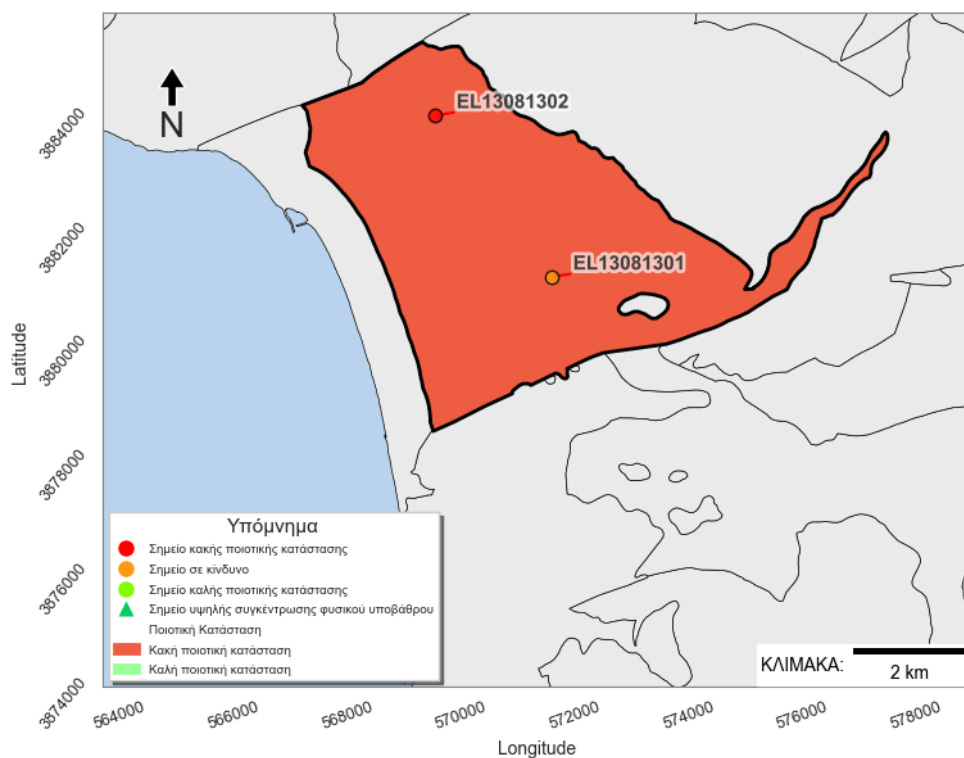 EL13081302
EL13081301
N
Latitude
3884000
3882000
3880000
3878000
3876000
3874000
Υπόμνημα
Σημείο κακής ποιοτικής κατάστασης
Σημείο σε κίνδυνο
Σημείο καλής ποιοτικής κατάστασης
Σημείο υψηλής συγκέντρωσης φυσικού υποβάθρου
Ποιοτική Κατάσταση
Κακή ποιοτική κατάσταση
Καλή ποιοτική κατάσταση
ΚΛΙΜΑΚΑ:
2 km
564000
566000
568000
570000
572000
574000
576000
578000
Longitude